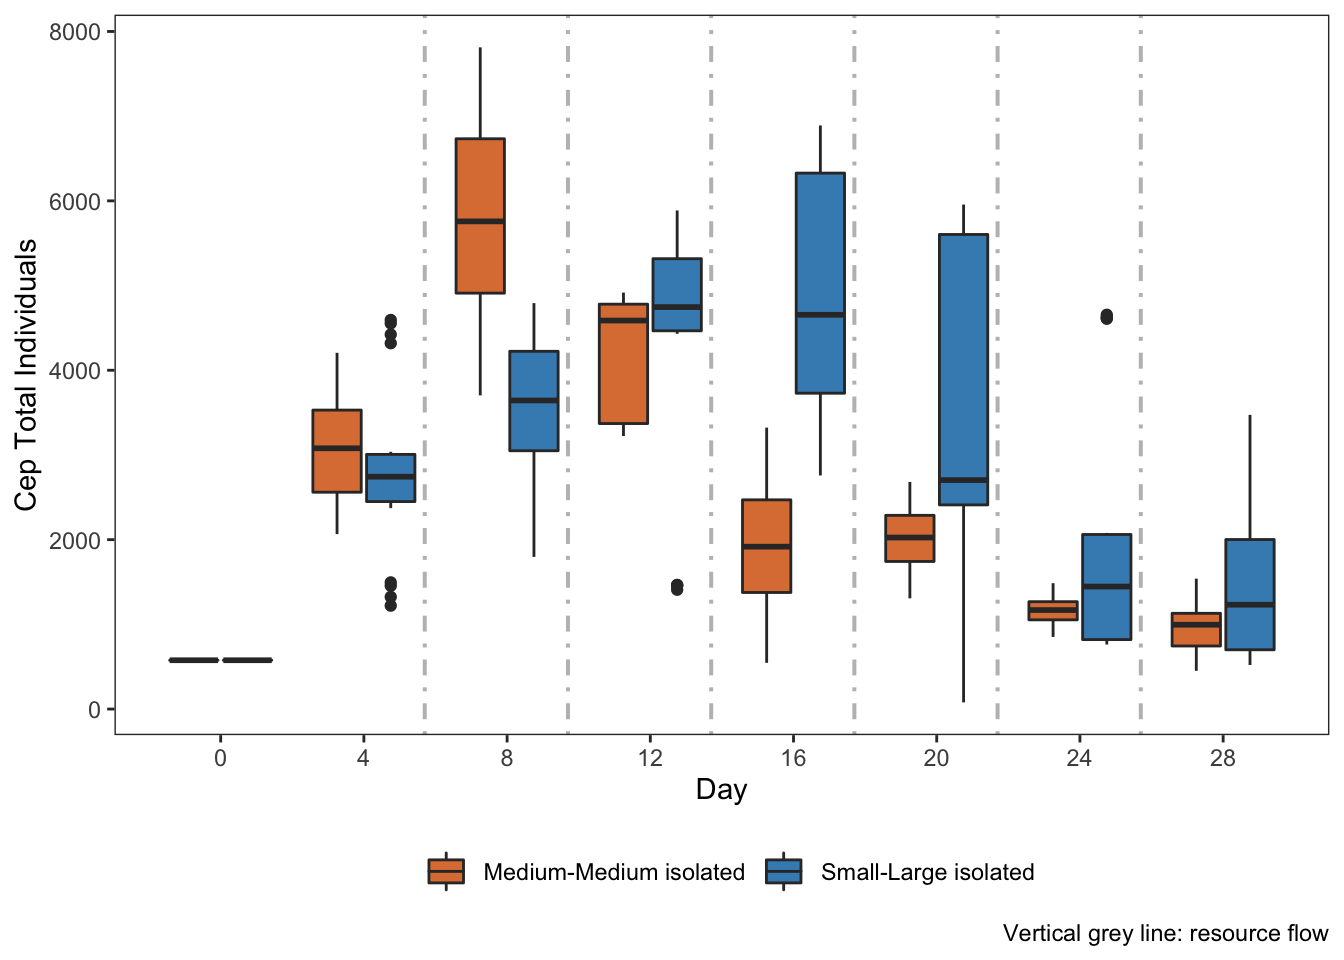 Cep Total Individuals
8000
6000
4000
2000
0
0 4 8 12 16 20 24 28
Day
Medium-Medium isolated Small-Large isolated
Vertical grey line: resource flow